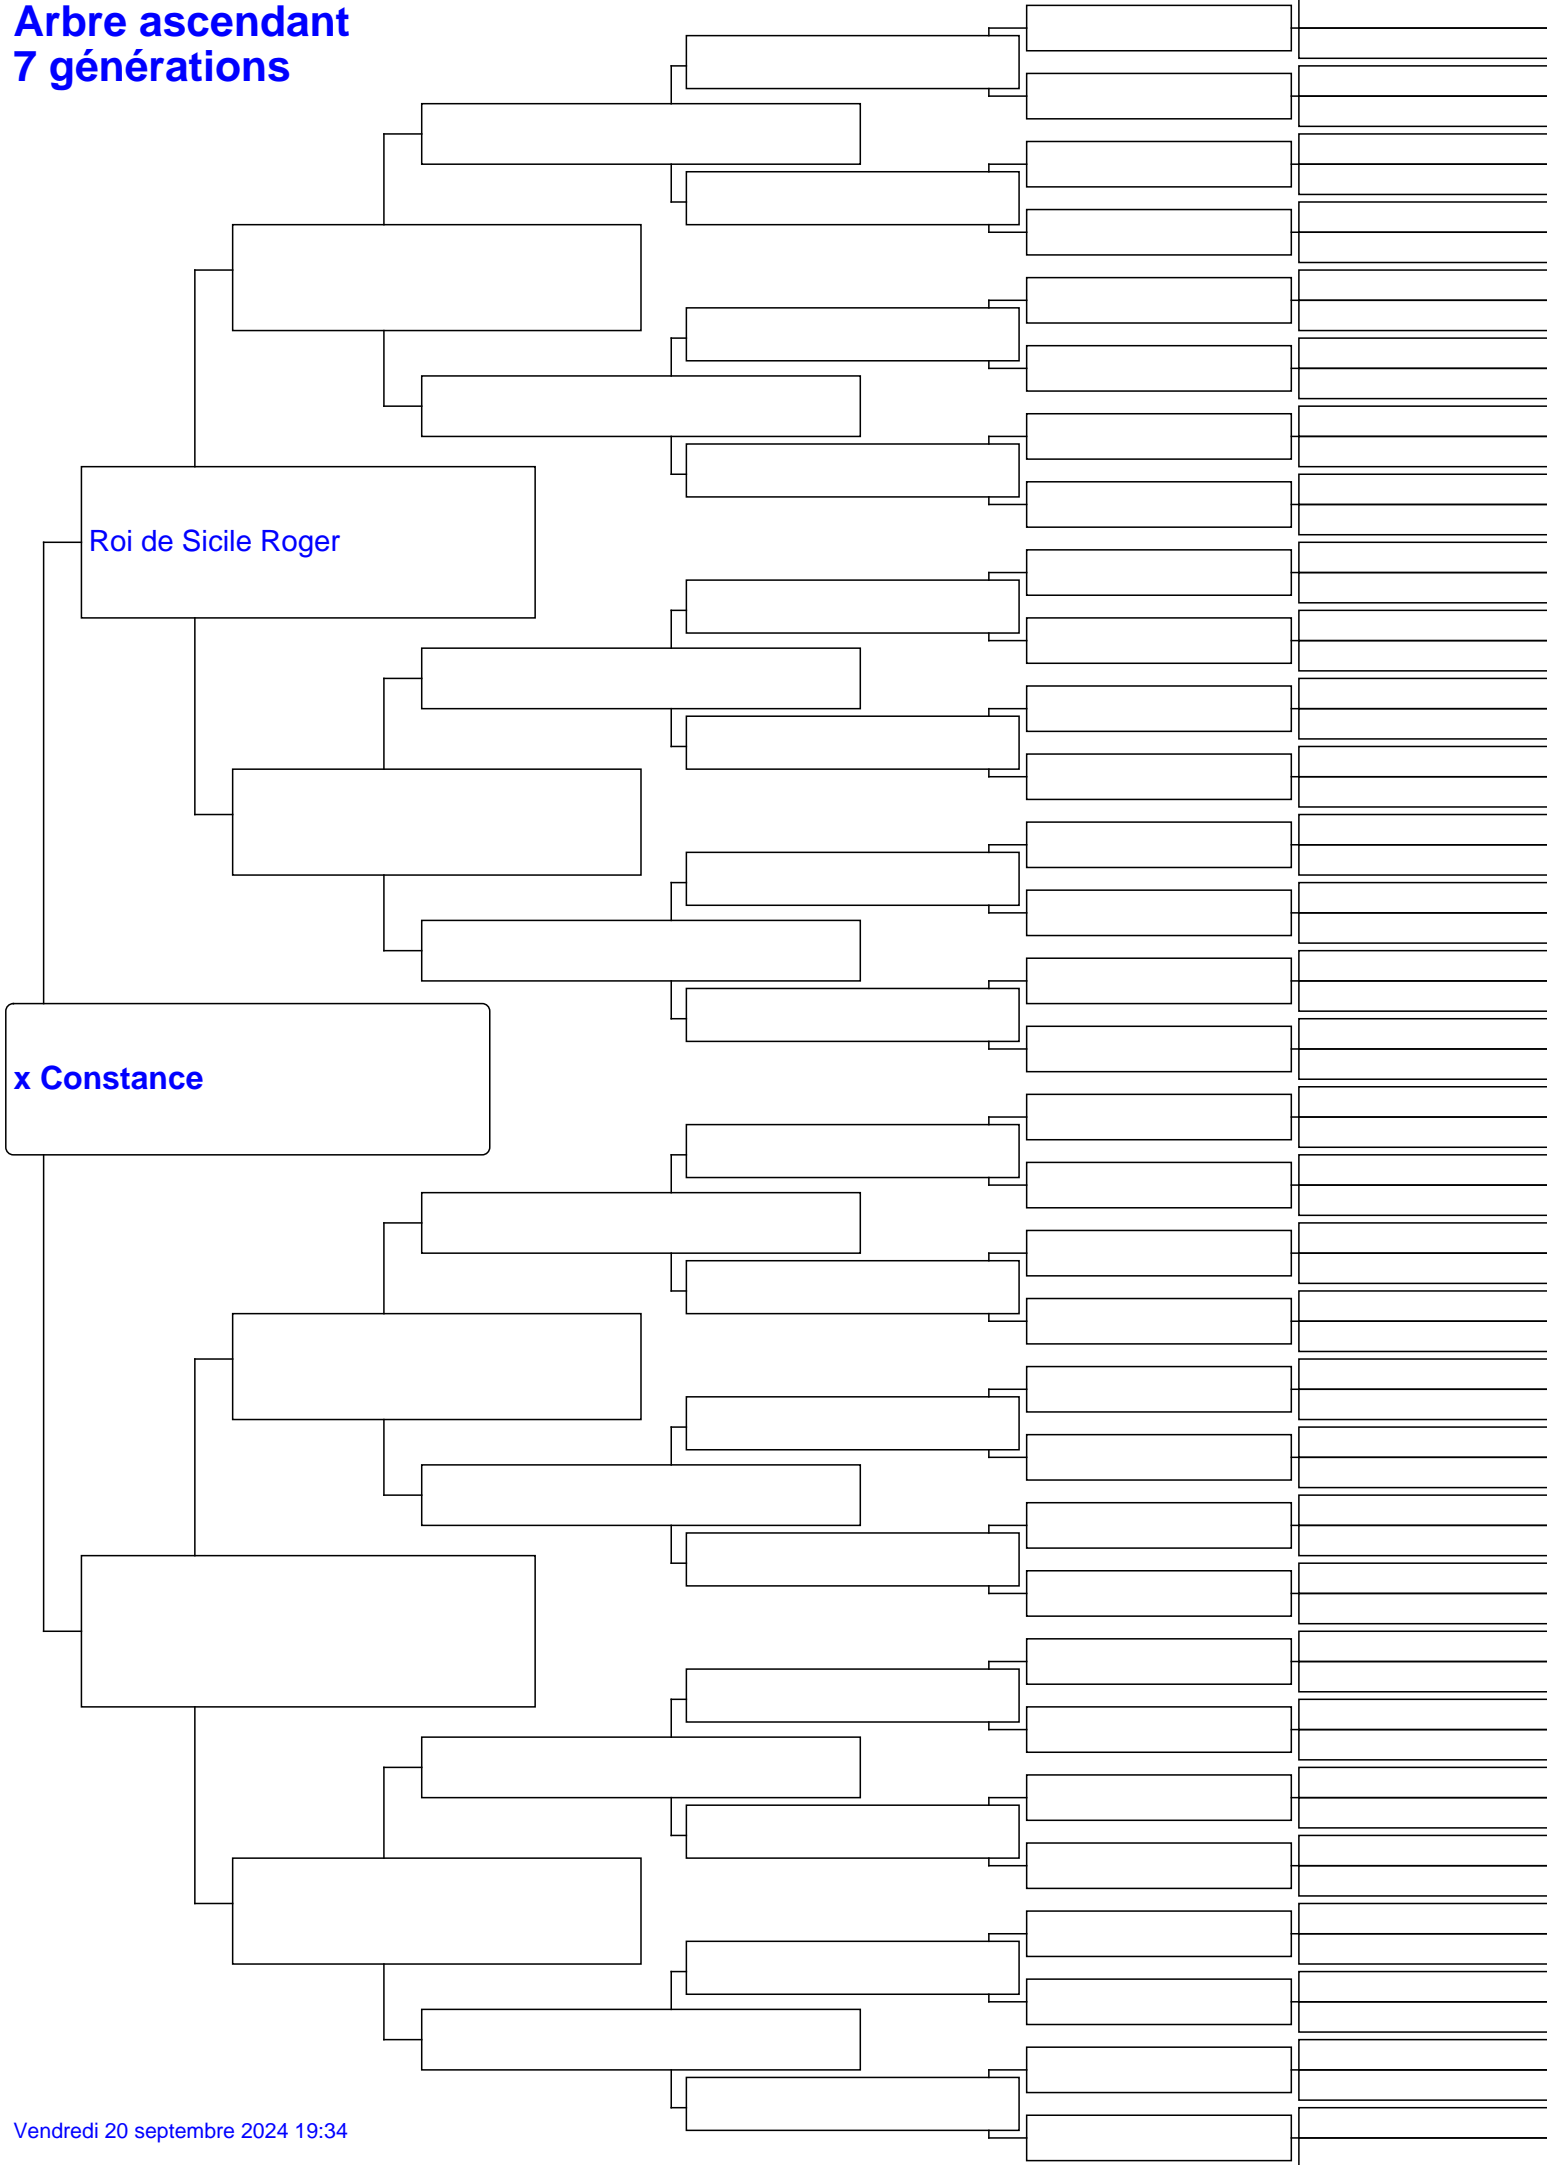 Arbre ascendant
7 générations
Roi de Sicile Roger
x Constance
Vendredi 20 septembre 2024 19:34